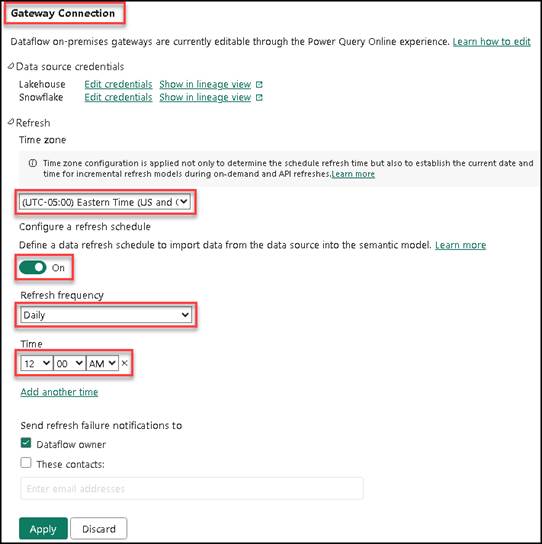 Gateway Connection
Dataflow on-premises gateways are currently editable through the Power Query Online experience. Learn how to edit
Data source credentials
Lakehouse Edit credentials Show in lineage view
Snowflake Edit credentials Show in lineage view
Refresh
Time zone
Time zone configuration is applied not only to determine the schedule refresh time but also to establish the current date and
time for incremental refresh models during on-demand and API refreshes.Learn more
(UTC-05:00) Eastern Time (US and C
Configure a refresh schedule
Define a data refresh schedule to import data from the data source into the semantic model. Learn more
On
Refresh frequency
Daily
Time
12 00 AM ×
Add another time
Send refresh failure notifications to
Dataflow owner
These contacts:
Enter email addresses
Apply Discard